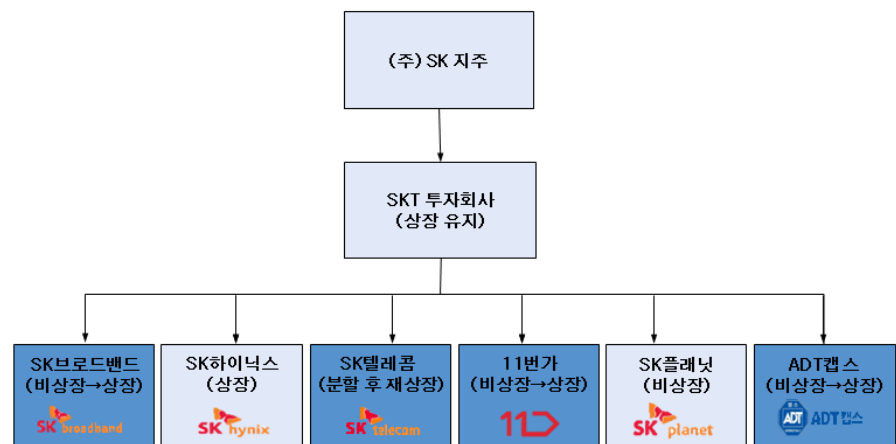 (주) SK 지주
SKT 투자회사
(상장 유지)
SK브로드밴드
(비상장→상장)
SK broadband
SK하이닉스
(상장)
SK hynix
SK텔레콤
(분할 후 재상장)
SK telecom
11번가
(비상장→상장)
11
SK플래닛
(비상장)
SK planet
ADT캡스
(비상장→상장)
캡스
ADT
ADT캡스